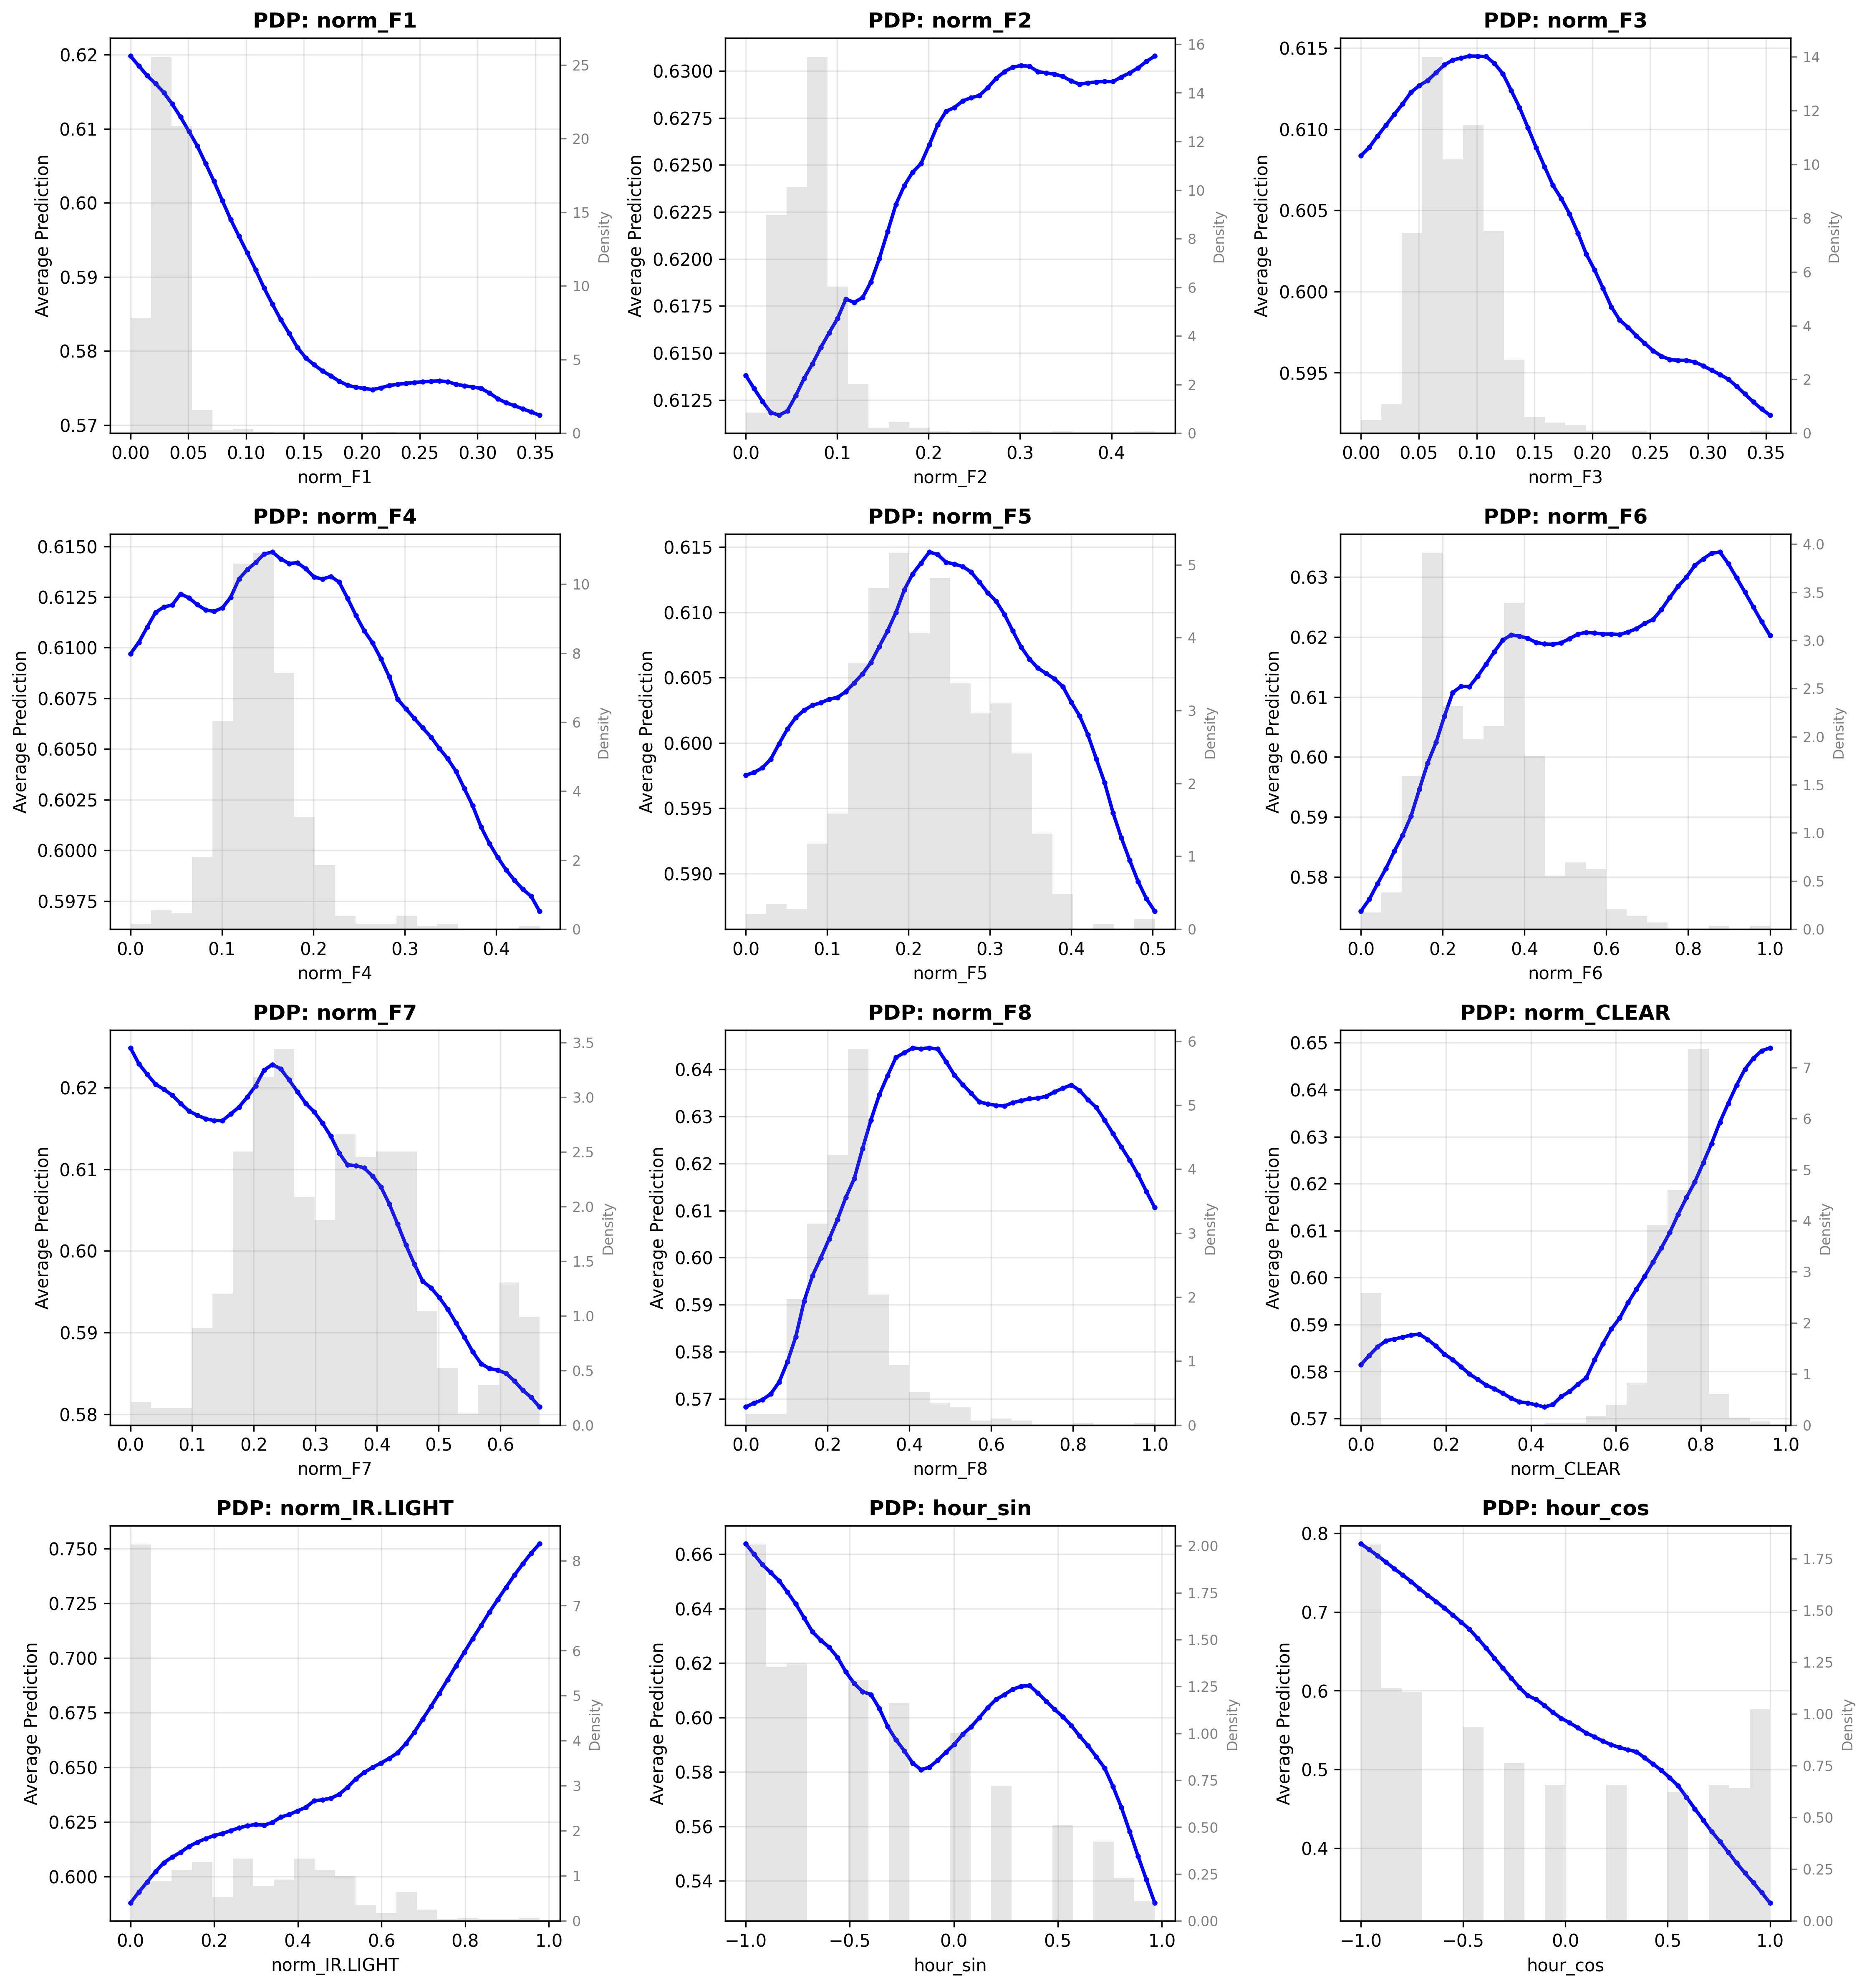 PDP: norm_F1
0.62
0.61
0.60
0.59
0.58
0.57
Average Prediction
0.00 0.05 0.10 0.15 0.20 0.25 0.30 0.35
norm_F1
25
20
15
10
5
0
Density
PDP: norm_F2
0.6300
0.6275
0.6250
0.6225
0.6200
0.6175
0.6150
0.6125
Average Prediction
0.0 0.1 0.2 0.3 0.4
norm_F2
16
14
12
10
8
6
4
2
0
Density
PDP: norm_F3
0.615
0.610
0.605
0.600
0.595
Average Prediction
0.00 0.05 0.10 0.15 0.20 0.25 0.30 0.35
norm_F3
14
12
10
8
6
4
2
0
Density
PDP: norm_F4
0.6150
0.6125
0.6100
0.6075
0.6050
0.6025
0.6000
0.5975
Average Prediction
0.0 0.1 0.2 0.3 0.4
norm_F4
10
8
6
4
2
0
Density
PDP: norm_F5
0.615
0.610
0.605
0.600
0.595
0.590
Average Prediction
0.0 0.1 0.2 0.3 0.4 0.5
norm_F5
5
4
3
2
1
0
Density
PDP: norm_F6
0.63
0.62
0.61
0.60
0.59
0.58
Average Prediction
0.0 0.2 0.4 0.6 0.8 1.0
norm_F6
4.0
3.5
3.0
2.5
2.0
1.5
1.0
0.5
0.0
Density
PDP: norm_F7
0.62
0.61
0.60
0.59
0.58
Average Prediction
0.0 0.1 0.2 0.3 0.4 0.5 0.6
norm_F7
3.5
3.0
2.5
2.0
1.5
1.0
0.5
0.0
Density
PDP: norm_F8
0.64
0.63
0.62
0.61
0.60
0.59
0.58
0.57
Average Prediction
0.0 0.2 0.4 0.6 0.8 1.0
norm_F8
6
5
4
3
2
1
0
Density
PDP: norm_CLEAR
0.65
0.64
0.63
0.62
0.61
0.60
0.59
0.58
0.57
Average Prediction
0.0 0.2 0.4 0.6 0.8 1.0
norm_CLEAR
7
6
5
4
3
2
1
0
Density
PDP: norm_IR.LIGHT
0.750
0.725
0.700
0.675
0.650
0.625
0.600
Average Prediction
0.0 0.2 0.4 0.6 0.8 1.0
norm_IR.LIGHT
8
7
6
5
4
3
2
1
0
Density
PDP: hour_sin
0.66
0.64
0.62
0.60
0.58
0.56
0.54
Average Prediction
−1.0 −0.5 0.0 0.5 1.0
hour_sin
2.00
1.75
1.50
1.25
1.00
0.75
0.50
0.25
0.00
Density
PDP: hour_cos
0.8
0.7
0.6
0.5
0.4
Average Prediction
−1.0 −0.5 0.0 0.5 1.0
hour_cos
1.75
1.50
1.25
1.00
0.75
0.50
0.25
0.00
Density